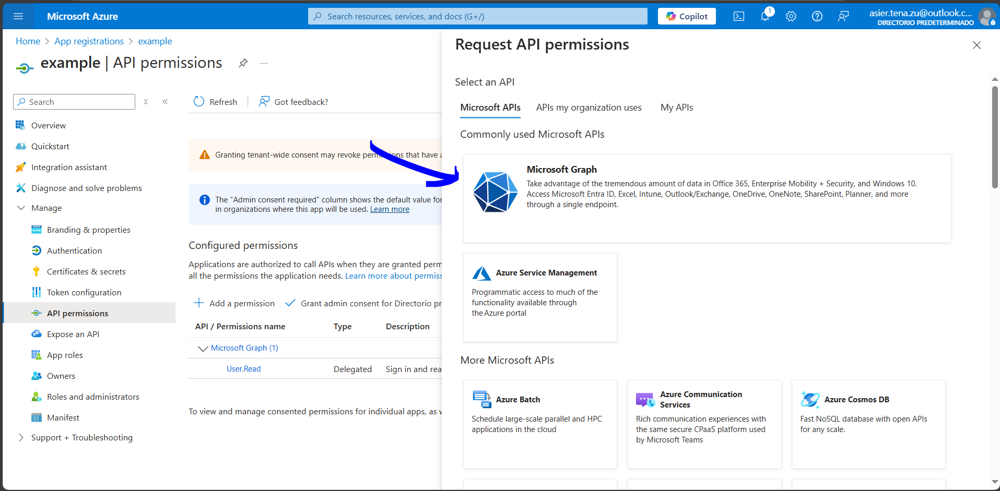 Microsoft Azure
Search resources, services, and docs (G+/)
Copilot
1
asier.tena.zu@outlook.c...
DIRECTORIO PREDETERMINADO
Home > App registrations > example
example | API permissions
...
Search
Refresh
Got feedback?
Overview
Quickstart
Integration assistant
Diagnose and solve problems
Manage
Branding & properties
Authentication
Certificates & secrets
Token configuration
API permissions
Expose an API
App roles
Owners
Roles and administrators
Manifest
Support + Troubleshooting
Granting tenant-wide consent may revoke permissions that have a
The "Admin consent required" column shows the default value for
in organizations where this app will be used. Learn more
Configured permissions
Applications are authorized to call APIs when they are granted perm
all the permissions the application needs. Learn more about permiss
Add a permission
Grant admin consent for Directorio pr
API / Permissions name Type Description
Microsoft Graph (1)
User.Read Delegated Sign in and rea
To view and manage consented permissions for individual apps, as w
Request API permissions
Select an API
Microsoft APIs APIs my organization uses My APIs
Commonly used Microsoft APIs
Microsoft Graph
Take advantage of the tremendous amount of data in Office 365, Enterprise Mobility + Security, and Windows 10.
Access Microsoft Entra ID, Excel, Intune, Outlook/Exchange, OneDrive, OneNote, SharePoint, Planner, and more
through a single endpoint.
Azure Service Management
Programmatic access to much of the
functionality available through
the Azure portal
More Microsoft APIs
Azure Batch
Schedule large-scale parallel and HPC
applications in the cloud
Azure Communication
Services
Rich communication experiences with
the same secure CPaaS platform used
by Microsoft Teams
Azure Cosmos DB
Fast NoSQL database with open APIs
for any scale.